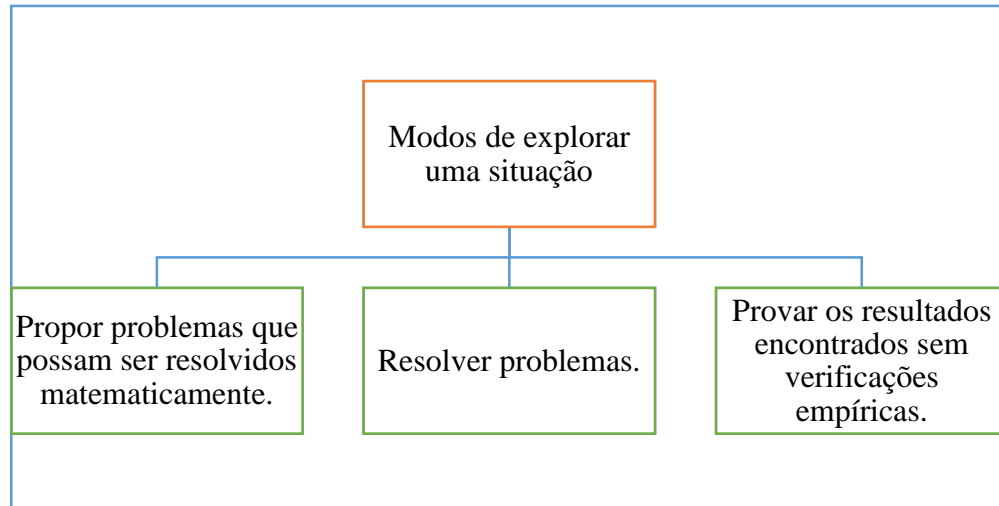 Modos de explorar
uma situação
Propor problemas que
possam ser resolvidos
matematicamente.
Resolver problemas.
Provar os resultados
encontrados sem
verificações
empíricas.